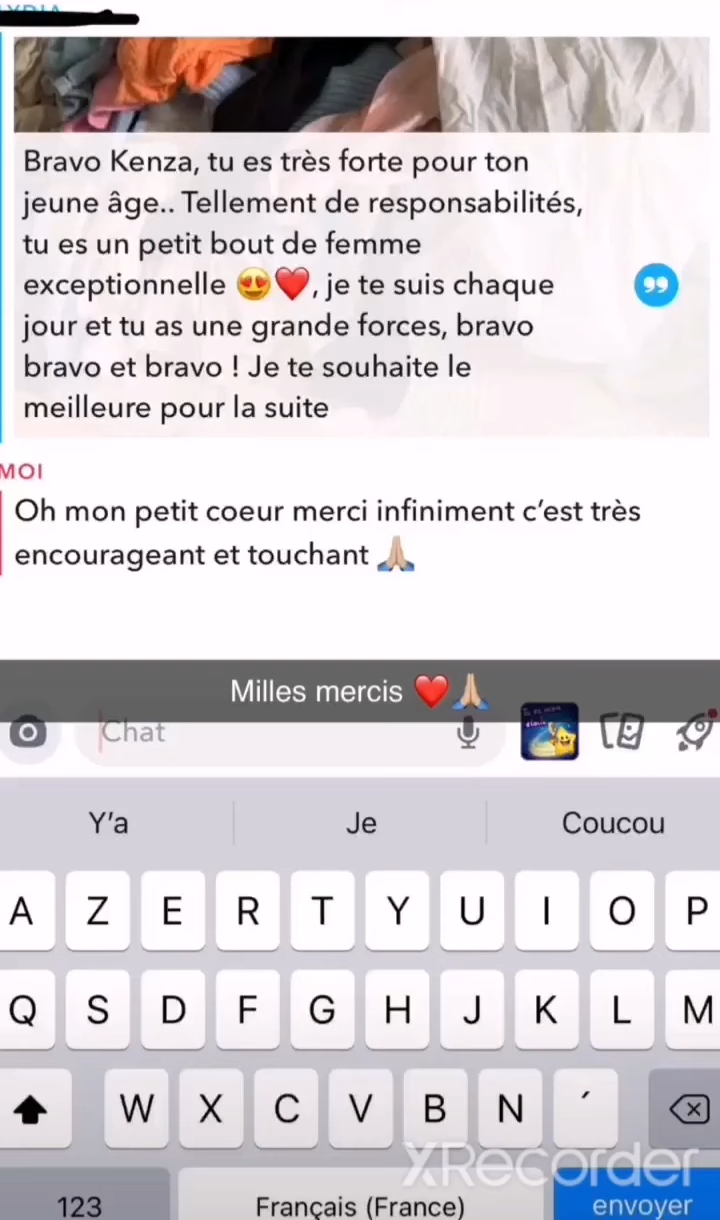 Bravo Kenza, tu es très forte pour ton
jeune âge.. Tellement de responsabilités,
tu es un petit bout de femme
exceptionnelle 😍❤️, je te suis chaque
jour et tu as une grande forces, bravo
bravo et bravo ! Je te souhaite le
meilleure pour la suite
MOI
Oh mon petit coeur merci infiniment c’est très
encourageant et touchant 🙏🏼
Milles mercis ❤️🙏🏼
Chat
Y’a Je Coucou
A Z E R T Y U I O P
Q S D F G H J K L M
W X C V B N ´
XRecorder
123 Français (France) envoyer